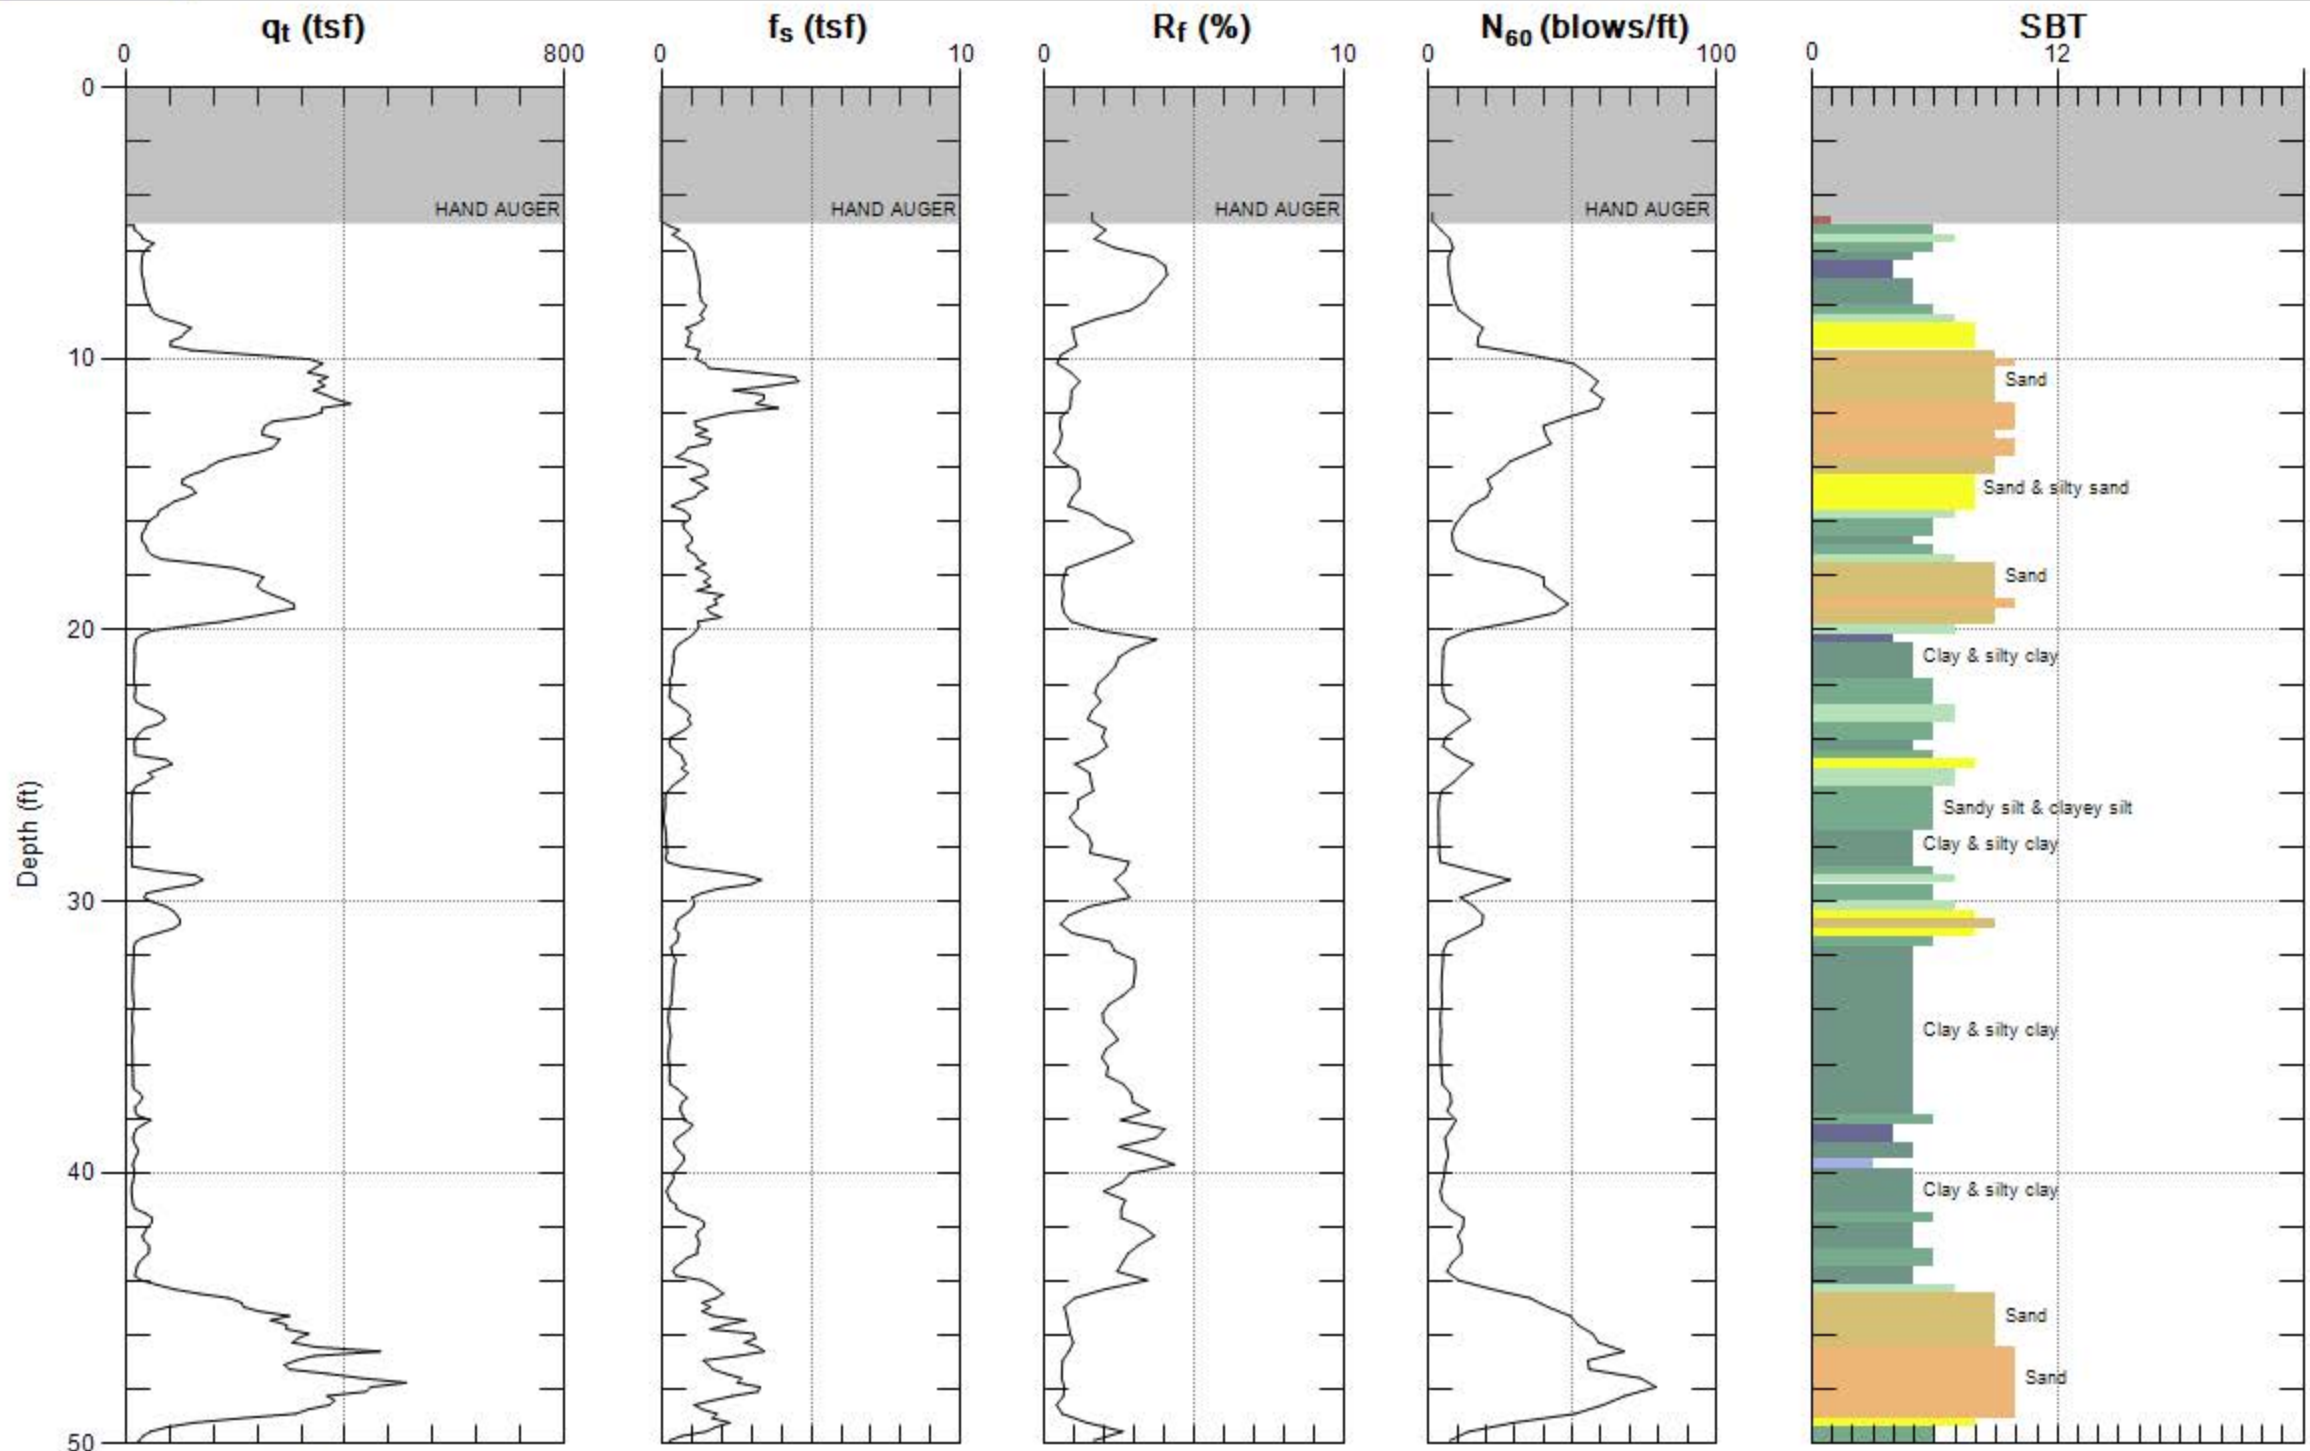 qt (tsf) fs (tsf) Rf (%) N60 (blows/ft) SBT
0 800 0 10 0 10 0 100 0 12
0
HAND AUGER HAND AUGER HAND AUGER HAND AUGER
10
Sand
Sand & silty sand
Sand
20
Clay & silty clay
Depth (ft)
Sandy silt & clayey silt
Clay & silty clay
30
Clay & silty clay
40
Clay & silty clay
Sand
Sand
50